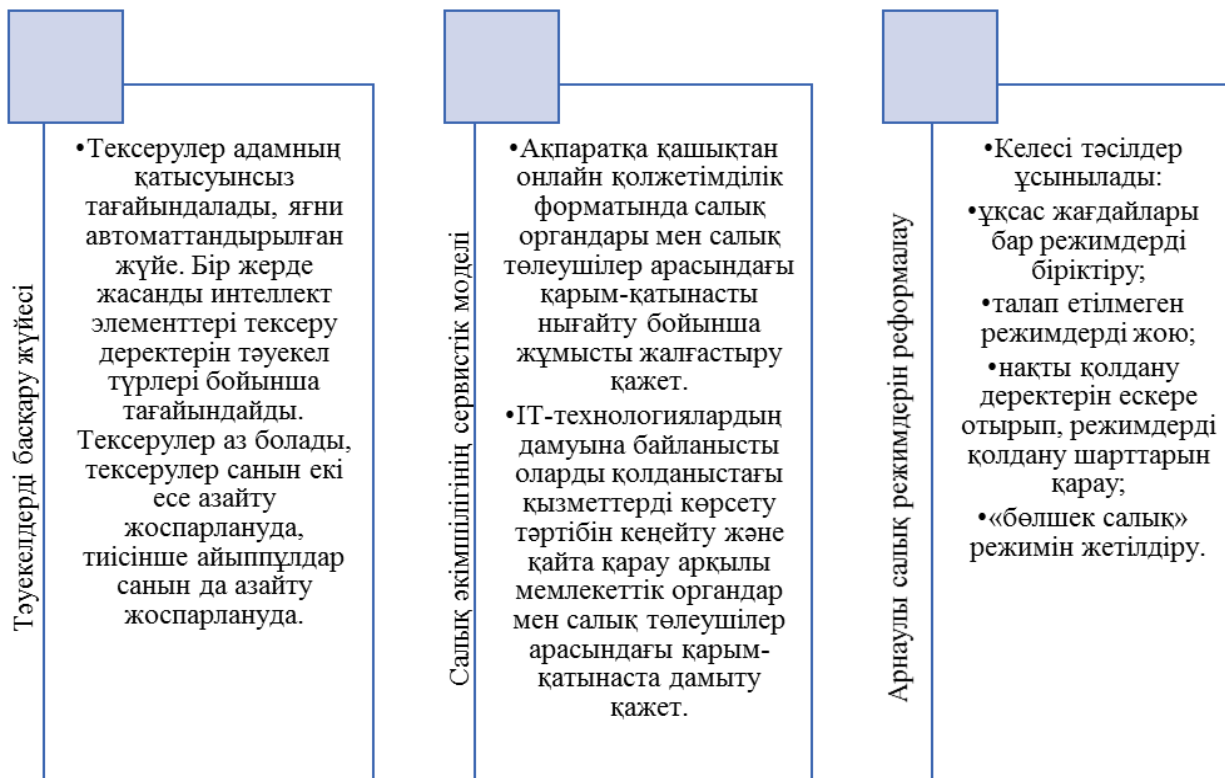 Тәуекелдерді басқару жүйесі
•Тексерулер адамның
қатысуынсыз
тағайындалады, яғни
автоматтандырылған
жүйе. Бір жерде
жасанды интеллект
элементтері тексеру
деректерін тәуекел
түрлері бойынша
тағайындайды.
Тексерулер аз болады,
тексерулер санын екі
есе азайту
жоспарлануда,
тиісінше айыппұлдар
санын да азайту
жоспарлануда.
Салық әкімшілігінің сервистік моделі
•Ақпаратқа қашықтан
онлайн қолжетімділік
форматында салық
органдары мен салық
төлеушілер арасындағы
қарым-қатынасты
нығайту бойынша
жұмысты жалғастыру
қажет.
•IT-технологиялардың
дамуына байланысты
оларды қолданыстағы
қызметтерді көрсету
тәртібін кеңейту және
қайта қарау арқылы
мемлекеттік органдар
мен салық төлеушілер
арасындағы қарым-
қатынаста дамыту
қажет.
Арнаулы салық режимдерін реформалау
•Келесі тәсілдер
ұсынылады:
•ұқсас жағдайлары
бар режимдерді
біріктіру;
•талап етілмеген
режимдерді жою;
•нақты қолдану
деректерін ескере
отырып, режимдерді
қолдану шарттарын
қарау;
•«бөлшек салық»
режимін жетілдіру.